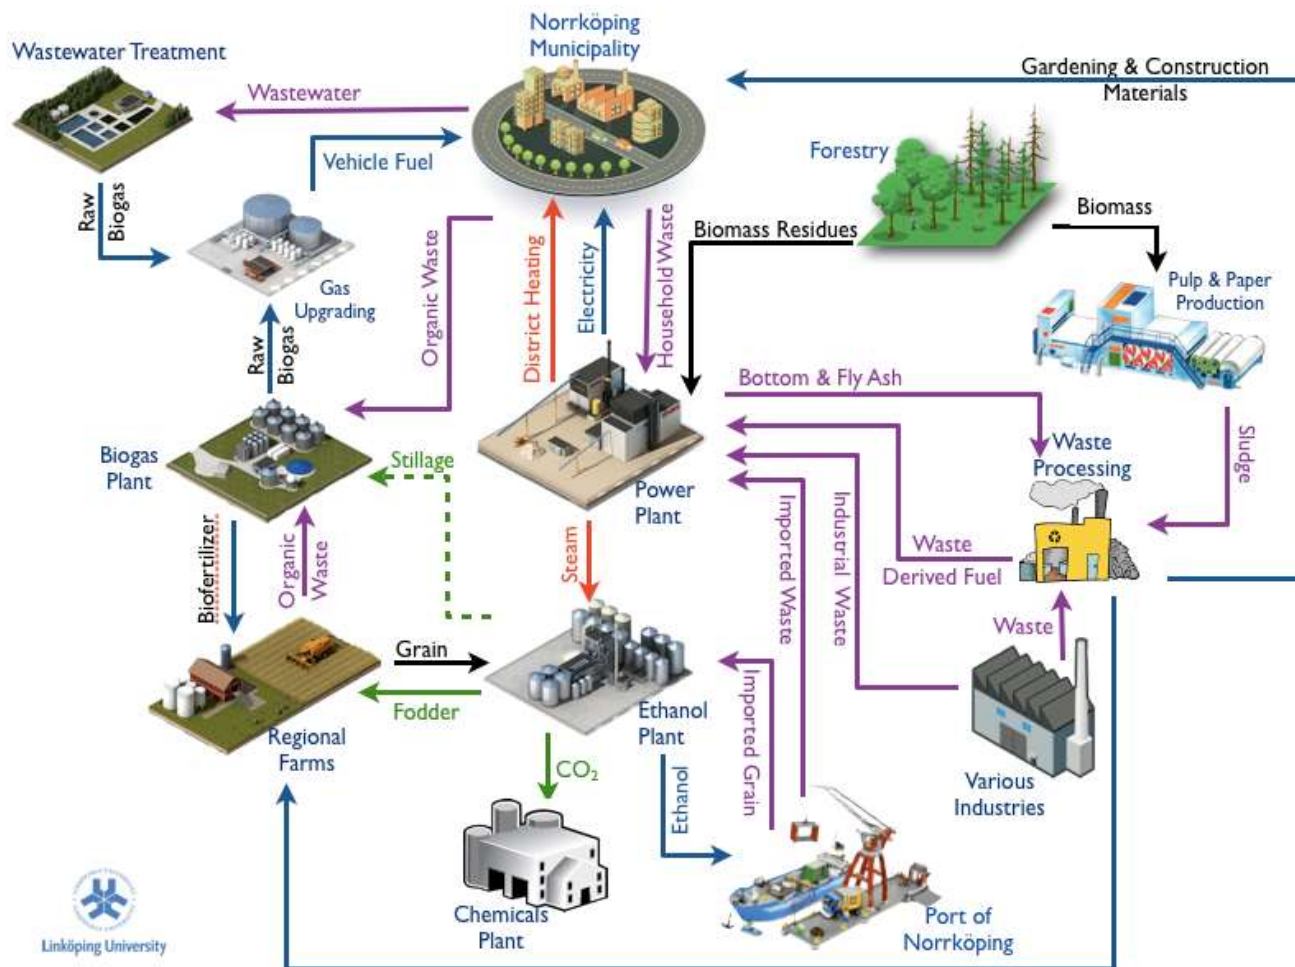 Norrköping
Municipality
Wastewater Treatment
Gardening & Construction
Materials
Wastewater
Forestry
Vehicle Fuel
Raw
Biogas
Biomass
Biomass Residues
Organic Waste
District Heating
Electricity
Household Waste
Gas
Upgrading
Pulp & Paper
Production
Raw
Biogas
Bottom & Fly Ash
Sludge
Waste
Processing
Biogas
Plant
Stillage
Power
Plant
Imported Waste
Industrial Waste
Biofertilizer
Organic
Waste
Steam
Waste
Derived Fuel
Waste
Grain
Fodder
Imported Grain
Regional
Farms
Ethanol
Plant
CO₂
Ethanol
Various
Industries
Chemicals
Plant
Port of
Norrköping
Linköping University